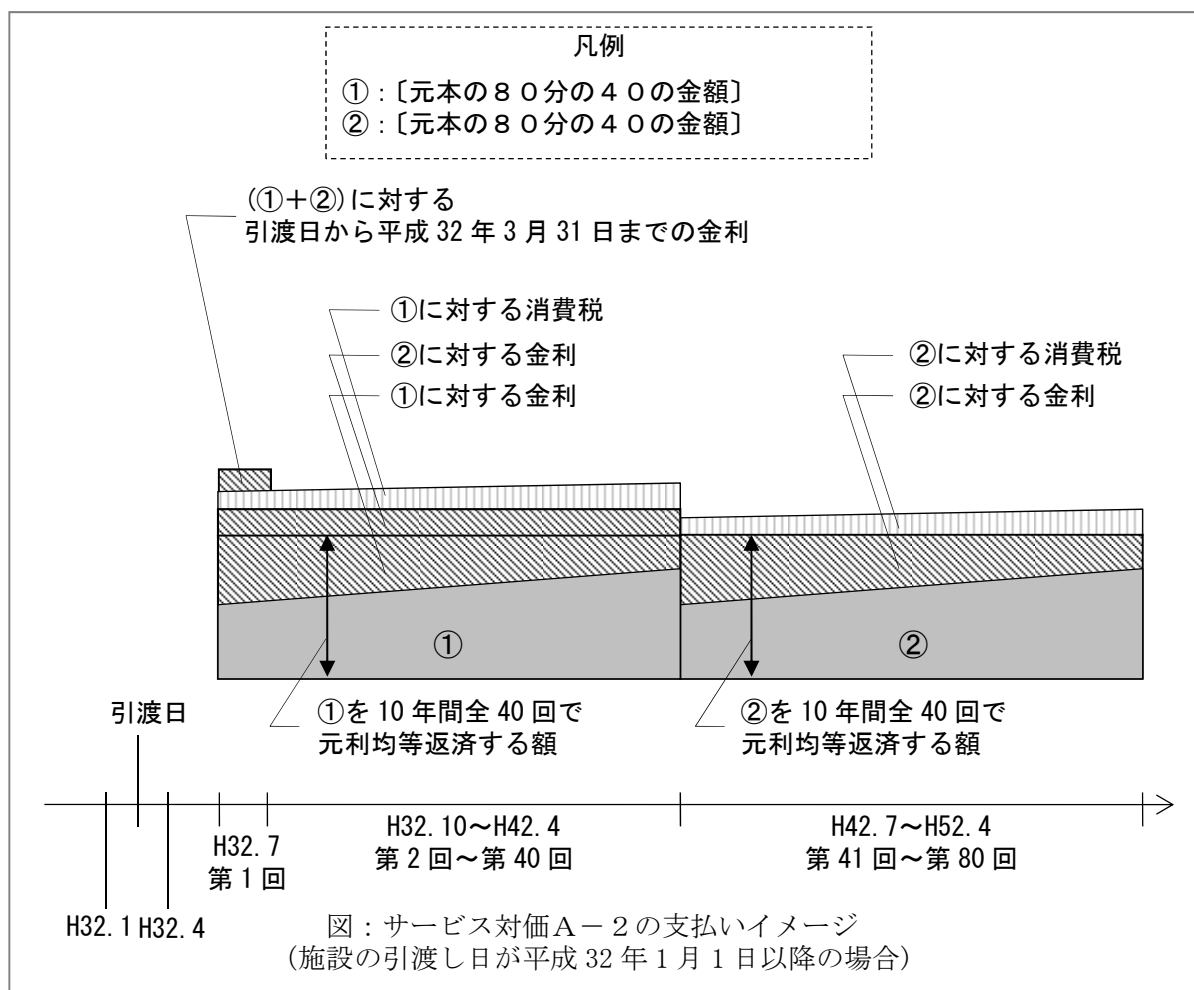 凡例
①:〔元本の80分の40の金額〕
②:〔元本の80分の40の金額〕
(①+②)に対する
引渡日から平成 32 年 3 月 31 日までの金利
①に対する消費税
②に対する金利
①に対する金利
②に対する消費税
②に対する金利
①
②
①を 10 年間全 40 回で
元利均等返済する額
②を 10 年間全 40 回で
元利均等返済する額
引渡日
H32.7
第 1 回
H32.10~H42.4
第 2 回~第 40 回
H42.7~H52.4
第 41 回~第 80 回
H32.1
H32.4
図:サービス対価A-2の支払いイメージ
(施設の引渡し日が平成 32 年 1 月 1 日以降の場合)